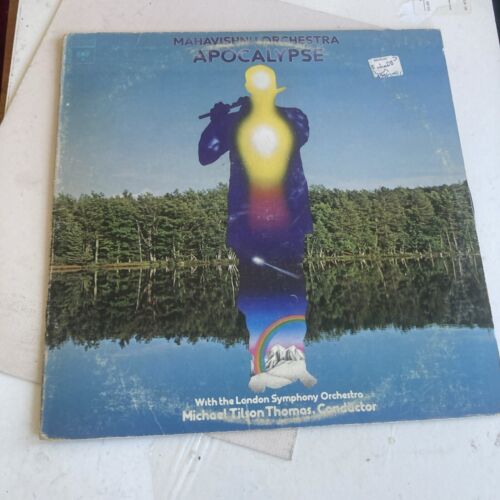 MAHAVISHNU ORCHESTRA
APOCALYPSE
With the London Symphony Orchestra
Michael Tilson Thomas, Conductor